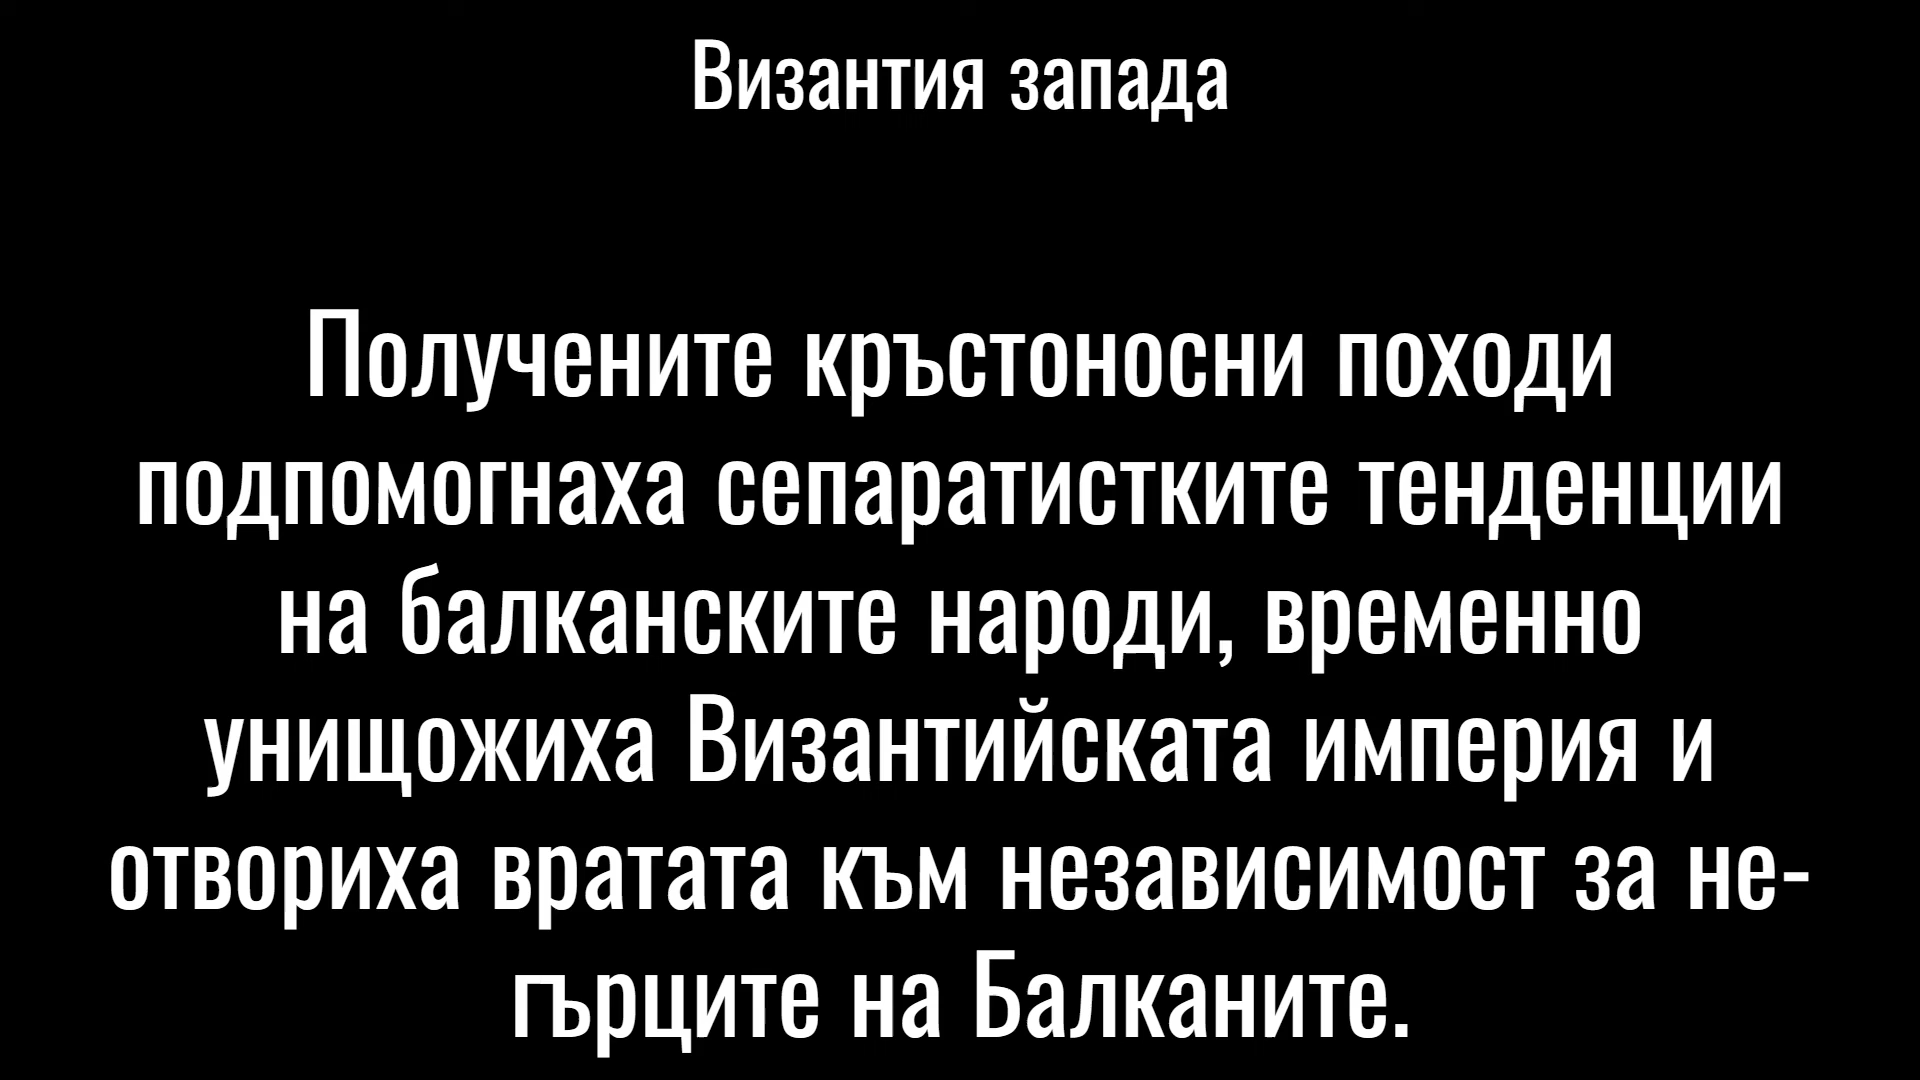 Византия запада
Получените кръстоносни походи
подпомогнаха сепаратистките тенденции
на балканските народи, временно
унищожиха Византийската империя и
отвориха вратата към независимост за не-
гърците на Балканите.